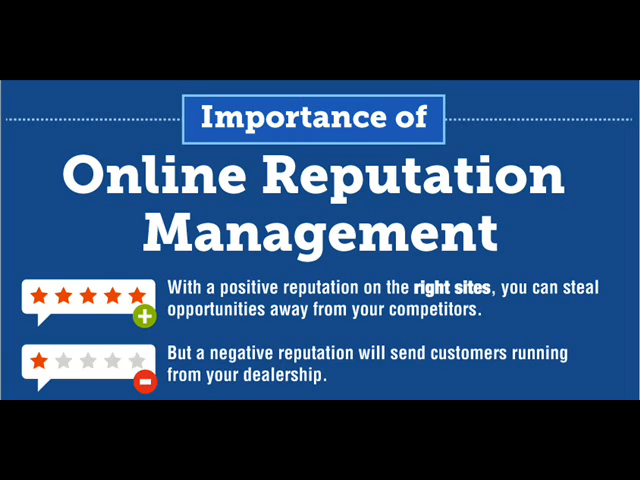 Importance of
Online Reputation
Management
With a positive reputation on the right sites, you can steal
opportunities away from your competitors.
But a negative reputation will send customers running
from your dealership.